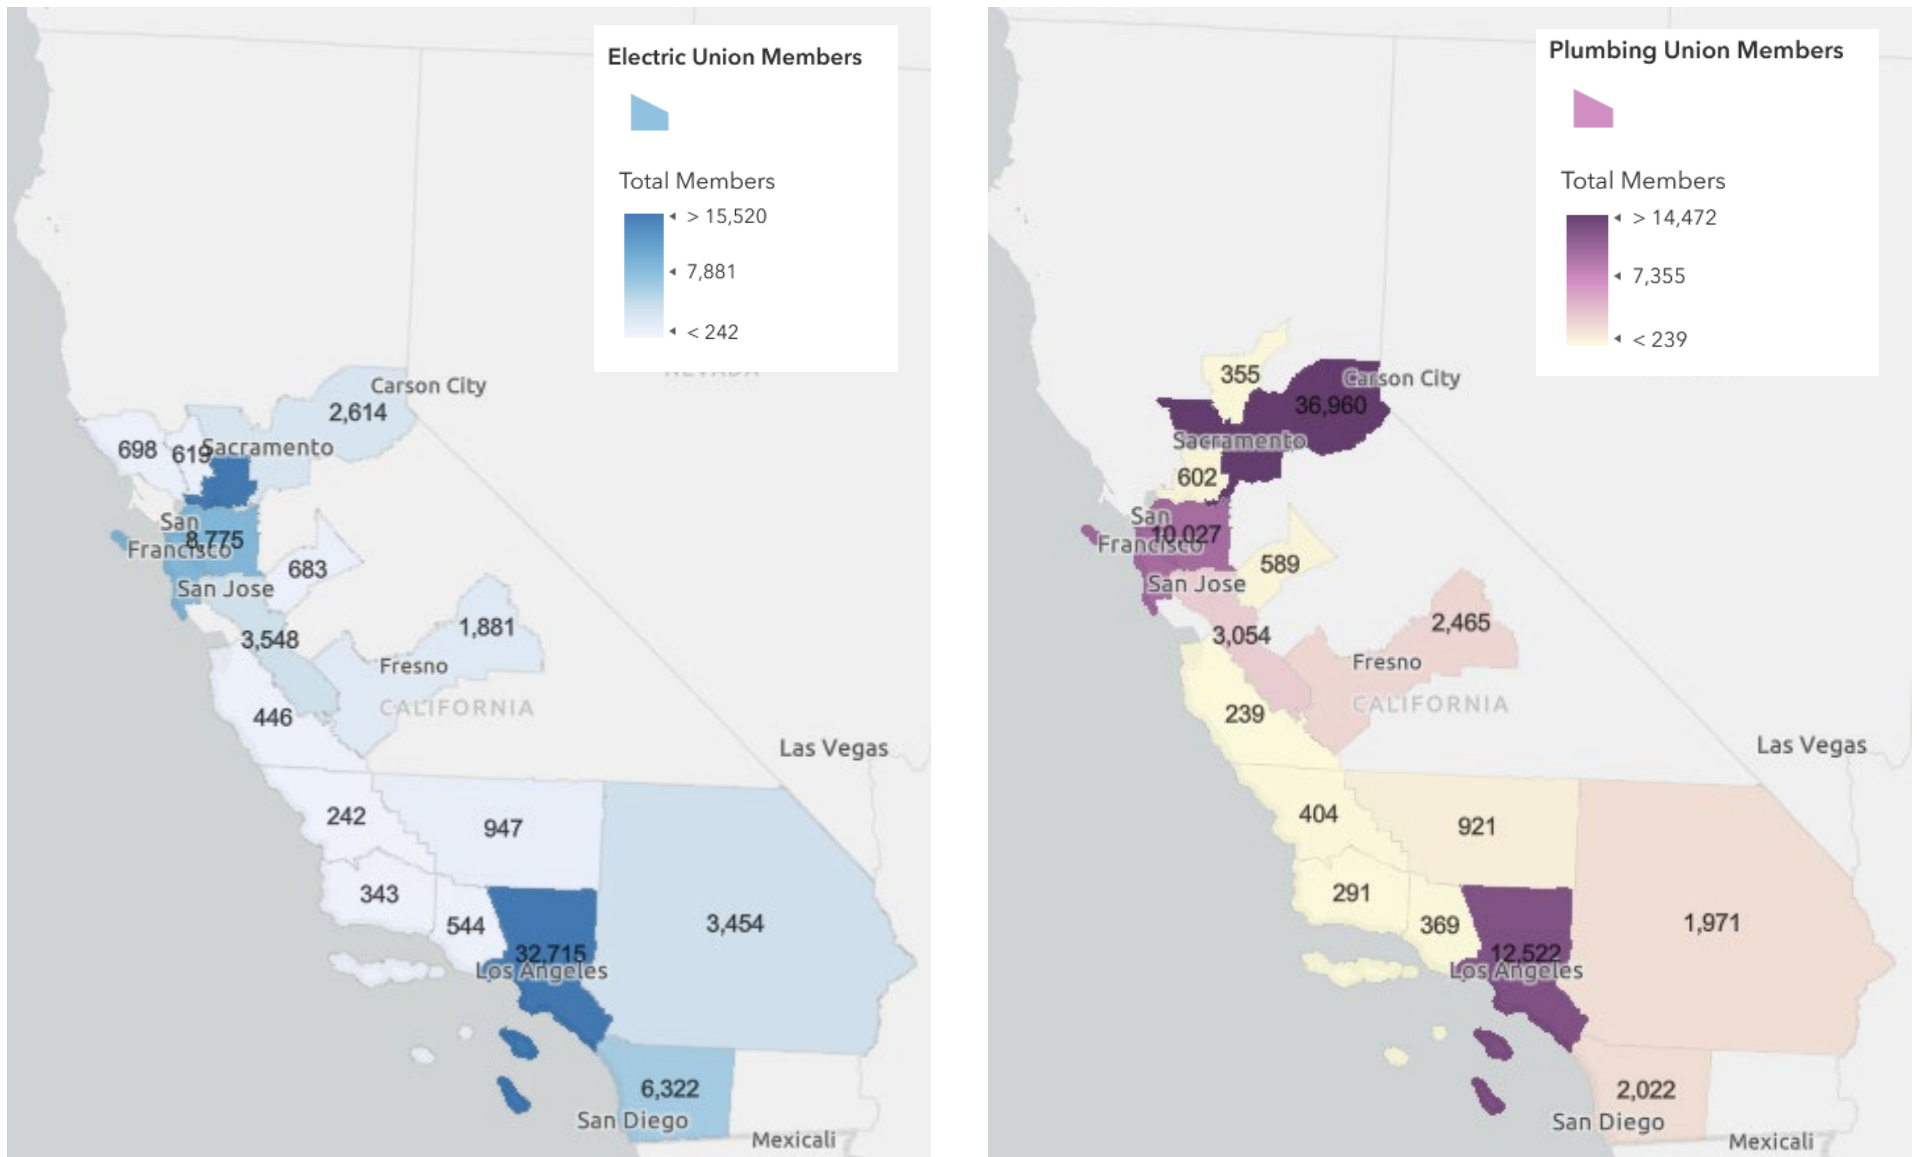 Electric Union Members
Total Members
> 15,520
7,881
< 242
NEVADA
Carson City
2,614
698
619
Sacramento
San
Francisco
8,775
683
San Jose
3,548
1,881
Fresno
CALIFORNIA
446
Las Vegas
242
947
343
544
3,454
32,715
Los Angeles
6,322
San Diego
Mexicali
Plumbing Union Members
Total Members
> 14,472
7,355
< 239
355
Carson City
36,960
Sacramento
602
San
Francisco
10,027
589
San Jose
3,054
2,465
Fresno
CALIFORNIA
239
Las Vegas
404
921
291
369
1,971
12,522
Los Angeles
2,022
San Diego
Mexicali